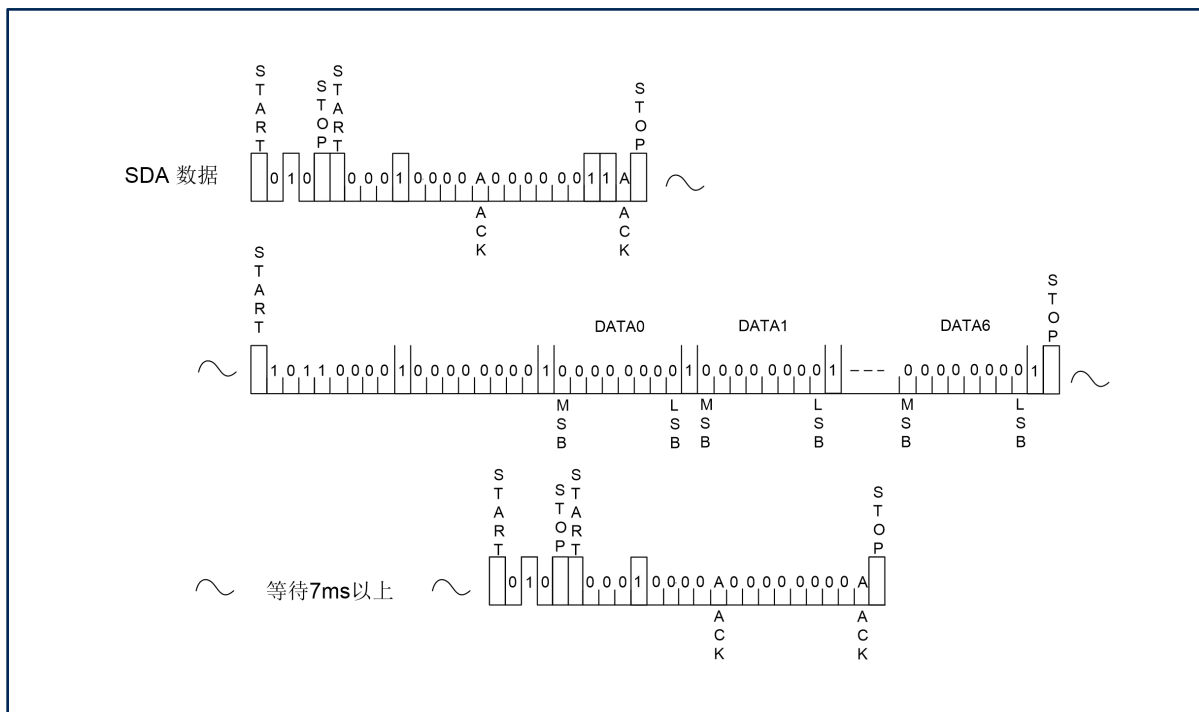 START STOP START STOP
SDA 数据 0 1 0 0 0 0 1 0 0 0 0 A 0 0 0 0 0 0 1 1 A
ACK ACK
START STOP
DATA0 DATA1 DATA6
1 0 1 1 0 0 0 0 1 0 0 0 0 0 0 0 0 1 0 0 0 0 0 0 0 0 1 0 0 0 0 0 0 0 0 1 --- 0 0 0 0 0 0 0 0 1
MSB LSB MSB LSB MSB LSB
START STOP START STOP
等待7ms以上 0 1 0 0 0 0 1 0 0 0 0 A 0 0 0 0 0 0 0 0 A
ACK ACK